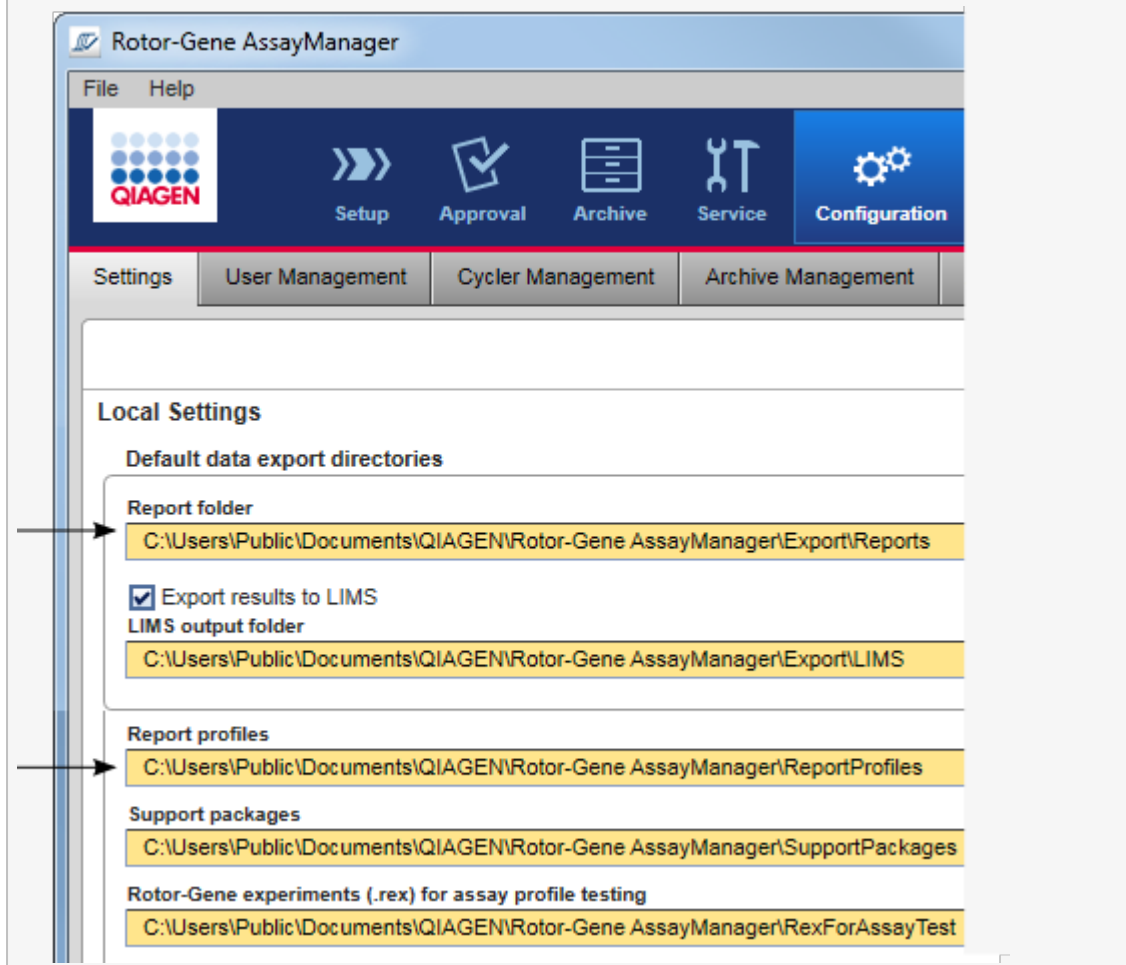 Rotor-Gene AssayManager
File Help
QIAGEN
Setup Approval Archive Service Configuration
Settings User Management Cycler Management Archive Management
Local Settings
Default data export directories
Report folder
C:\Users\Public\Documents\QIAGEN\Rotor-Gene AssayManager\Export\Reports
Export results to LIMS
LIMS output folder
C:\Users\Public\Documents\QIAGEN\Rotor-Gene AssayManager\Export\LIMS
Report profiles
C:\Users\Public\Documents\QIAGEN\Rotor-Gene AssayManager\ReportProfiles
Support packages
C:\Users\Public\Documents\QIAGEN\Rotor-Gene AssayManager\SupportPackages
Rotor-Gene experiments (.rex) for assay profile testing
C:\Users\Public\Documents\QIAGEN\Rotor-Gene AssayManager\RexForAssayTest